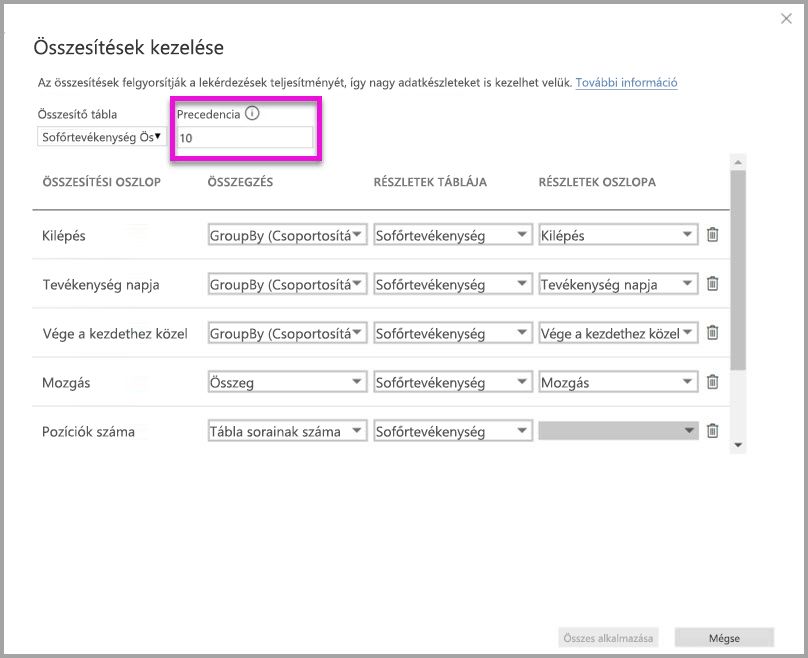 Összesítések kezelése
Az összesítések felgyorsítják a lekérdezések teljesítményét, így nagy adatkészleteket is kezelhet velük. További információ
Összesítő tábla Precedencia
Sofőrtevékenység Ös 10
ÖSSZESÍTÉSI OSZLOP ÖSSZEGZÉS RÉSZLETEK TÁBLÁJA RÉSZLETEK OSZLOPA
Kilépés GroupBy (Csoportosítá Sofőrtevékenység Kilépés
Tevékenység napja GroupBy (Csoportosítá Sofőrtevékenység Tevékenység napja
Vége a kezdethez közel GroupBy (Csoportosítá Sofőrtevékenység Vége a kezdethez közel
Mozgás Összeg Sofőrtevékenység Mozgás
Pozíciók száma Tábla sorainak száma Sofőrtevékenység
Összes alkalmazása Mégse